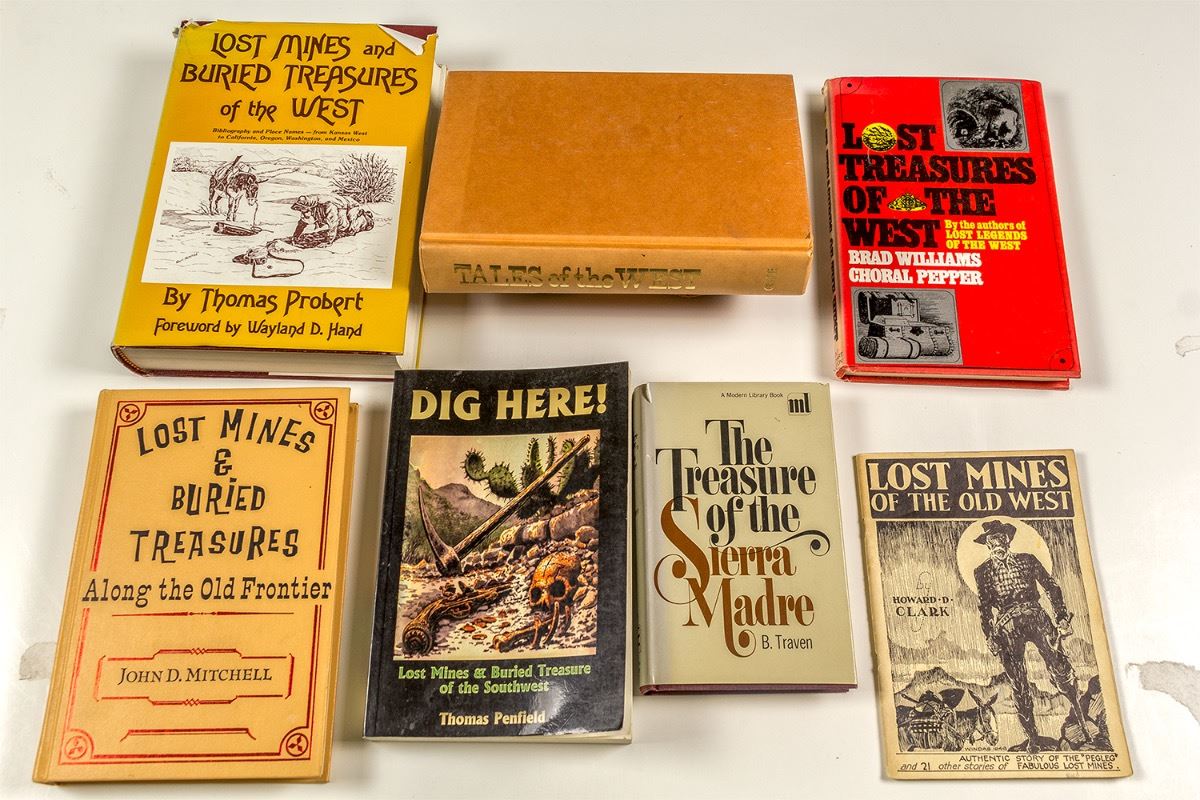 LOST MINES and
BURIED TREASURES
of the WEST
Bibliography and Place Names — from Kansas West
to California, Oregon, Washington, and Mexico
By Thomas Probert
Foreword by Wayland D. Hand
TALES of the WEST
LOST
TREASURES
OF THE
WEST
By the authors of
LOST LEGENDS
OF THE WEST
BRAD WILLIAMS
CHORAL PEPPER
LOST MINES
&
BURIED
TREASURES
Along the Old Frontier
JOHN D. MITCHELL
DIG HERE!
Lost Mines & Buried Treasure
of the Southwest
Thomas Penfield
A Modern Library Book
ml
The
Treasure
of the
Sierra
Madre
B. Traven
LOST MINES
OF THE OLD WEST
HOWARD·D·
CLARK
AUTHENTIC STORY OF THE "PEGLEG"
and 21 other stories of FABULOUS LOST MINES